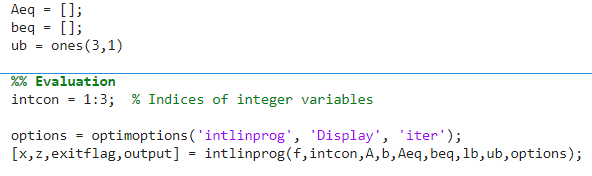 Aeq = [];
beq = [];
ub = ones(3,1)
%% Evaluation
intcon = 1:3;  % Indices of integer variables
options = optimoptions('intlinprog', 'Display', 'iter');
[x,z,exitflag,output] = intlinprog(f,intcon,A,b,Aeq,beq,lb,ub,options);